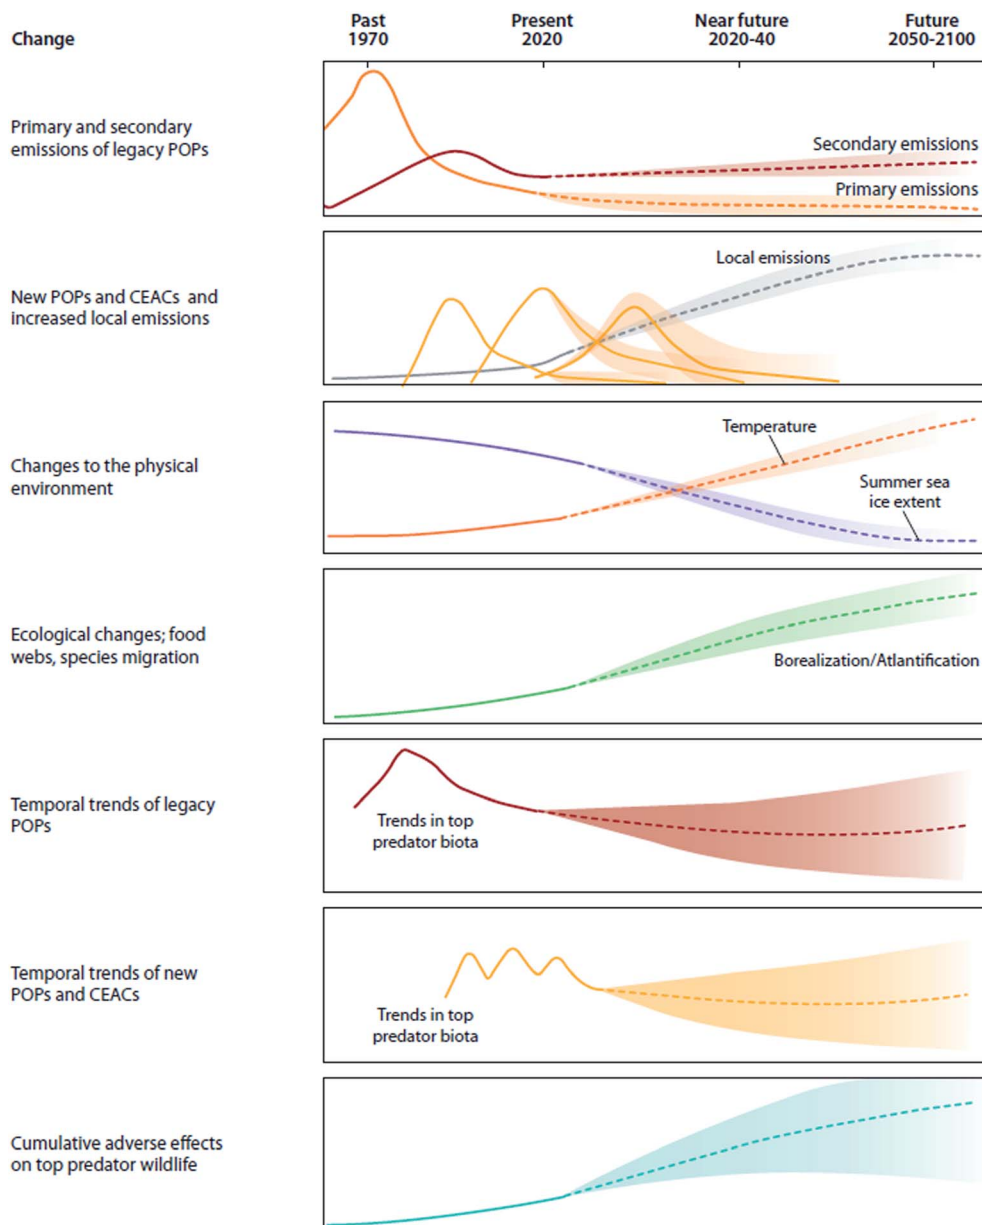 Change
Past
1970
Present
2020
Near future
2020-40
Future
2050-2100
Primary and secondary
emissions of legacy POPs
Secondary emissions
Primary emissions
New POPs and CEACs and
increased local emissions
Local emissions
Changes to the physical
environment
Temperature
Summer sea
ice extent
Ecological changes; food
webs, species migration
Borealization/Atlantification
Temporal trends of legacy
POPs
Trends in top
predator biota
Temporal trends of new
POPs and CEACs
Trends in top
predator biota
Cumulative adverse effects
on top predator wildlife